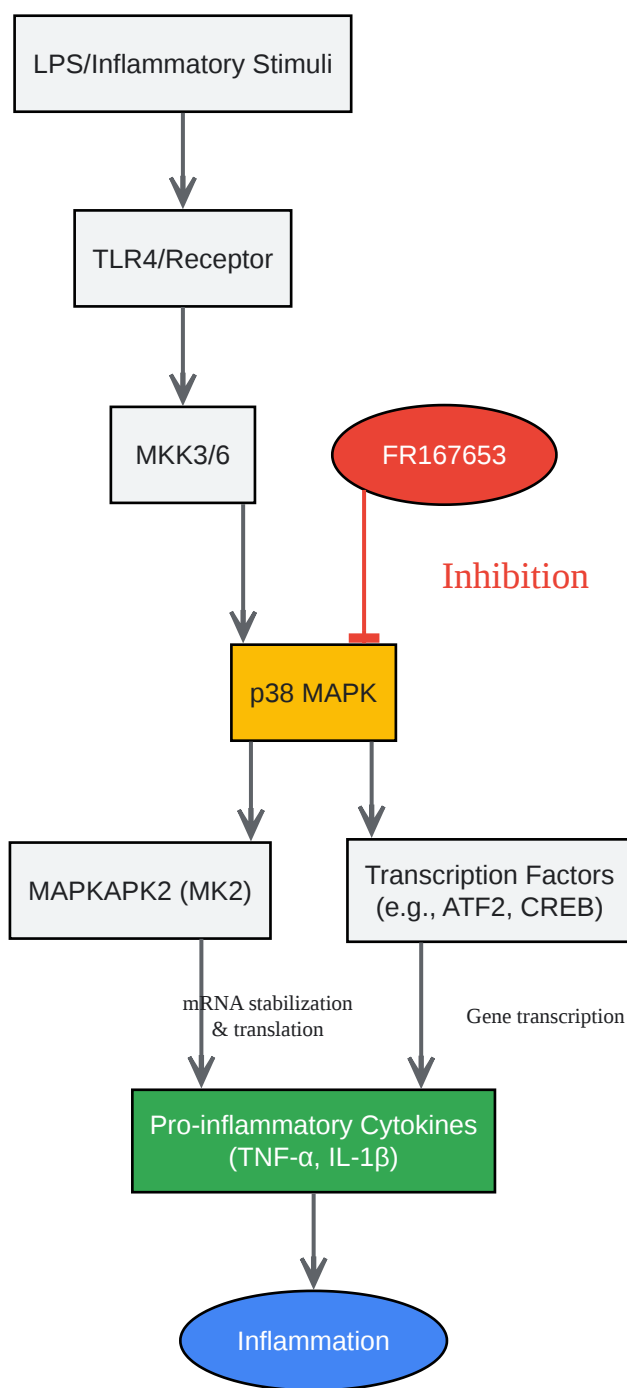 LPS/Inflammatory Stimuli
TLR4/Receptor
MKK3/6
FR167653
Inhibition
p38 MAPK
MAPKAPK2 (MK2)
Transcription Factors
(e.g., ATF2, CREB)
mRNA stabilization
& translation
Gene transcription
Pro-inflammatory Cytokines
(TNF-α, IL-1β)
Inflammation